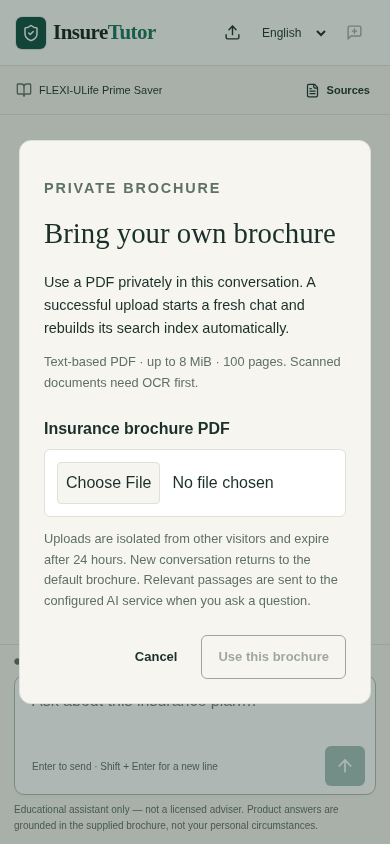 InsureTutor
English
FLEXI-ULife Prime Saver
Sources
PRIVATE BROCHURE
Bring your own brochure
Use a PDF privately in this conversation. A
successful upload starts a fresh chat and
rebuilds its search index automatically.
Text-based PDF · up to 8 MiB · 100 pages. Scanned
documents need OCR first.
Insurance brochure PDF
Choose File No file chosen
Uploads are isolated from other visitors and expire
after 24 hours. New conversation returns to the
default brochure. Relevant passages are sent to the
configured AI service when you ask a question.
Cancel
Use this brochure
Ask about this insurance plan…
Enter to send · Shift + Enter for a new line
Educational assistant only — not a licensed adviser. Product answers are
grounded in the supplied brochure, not your personal circumstances.